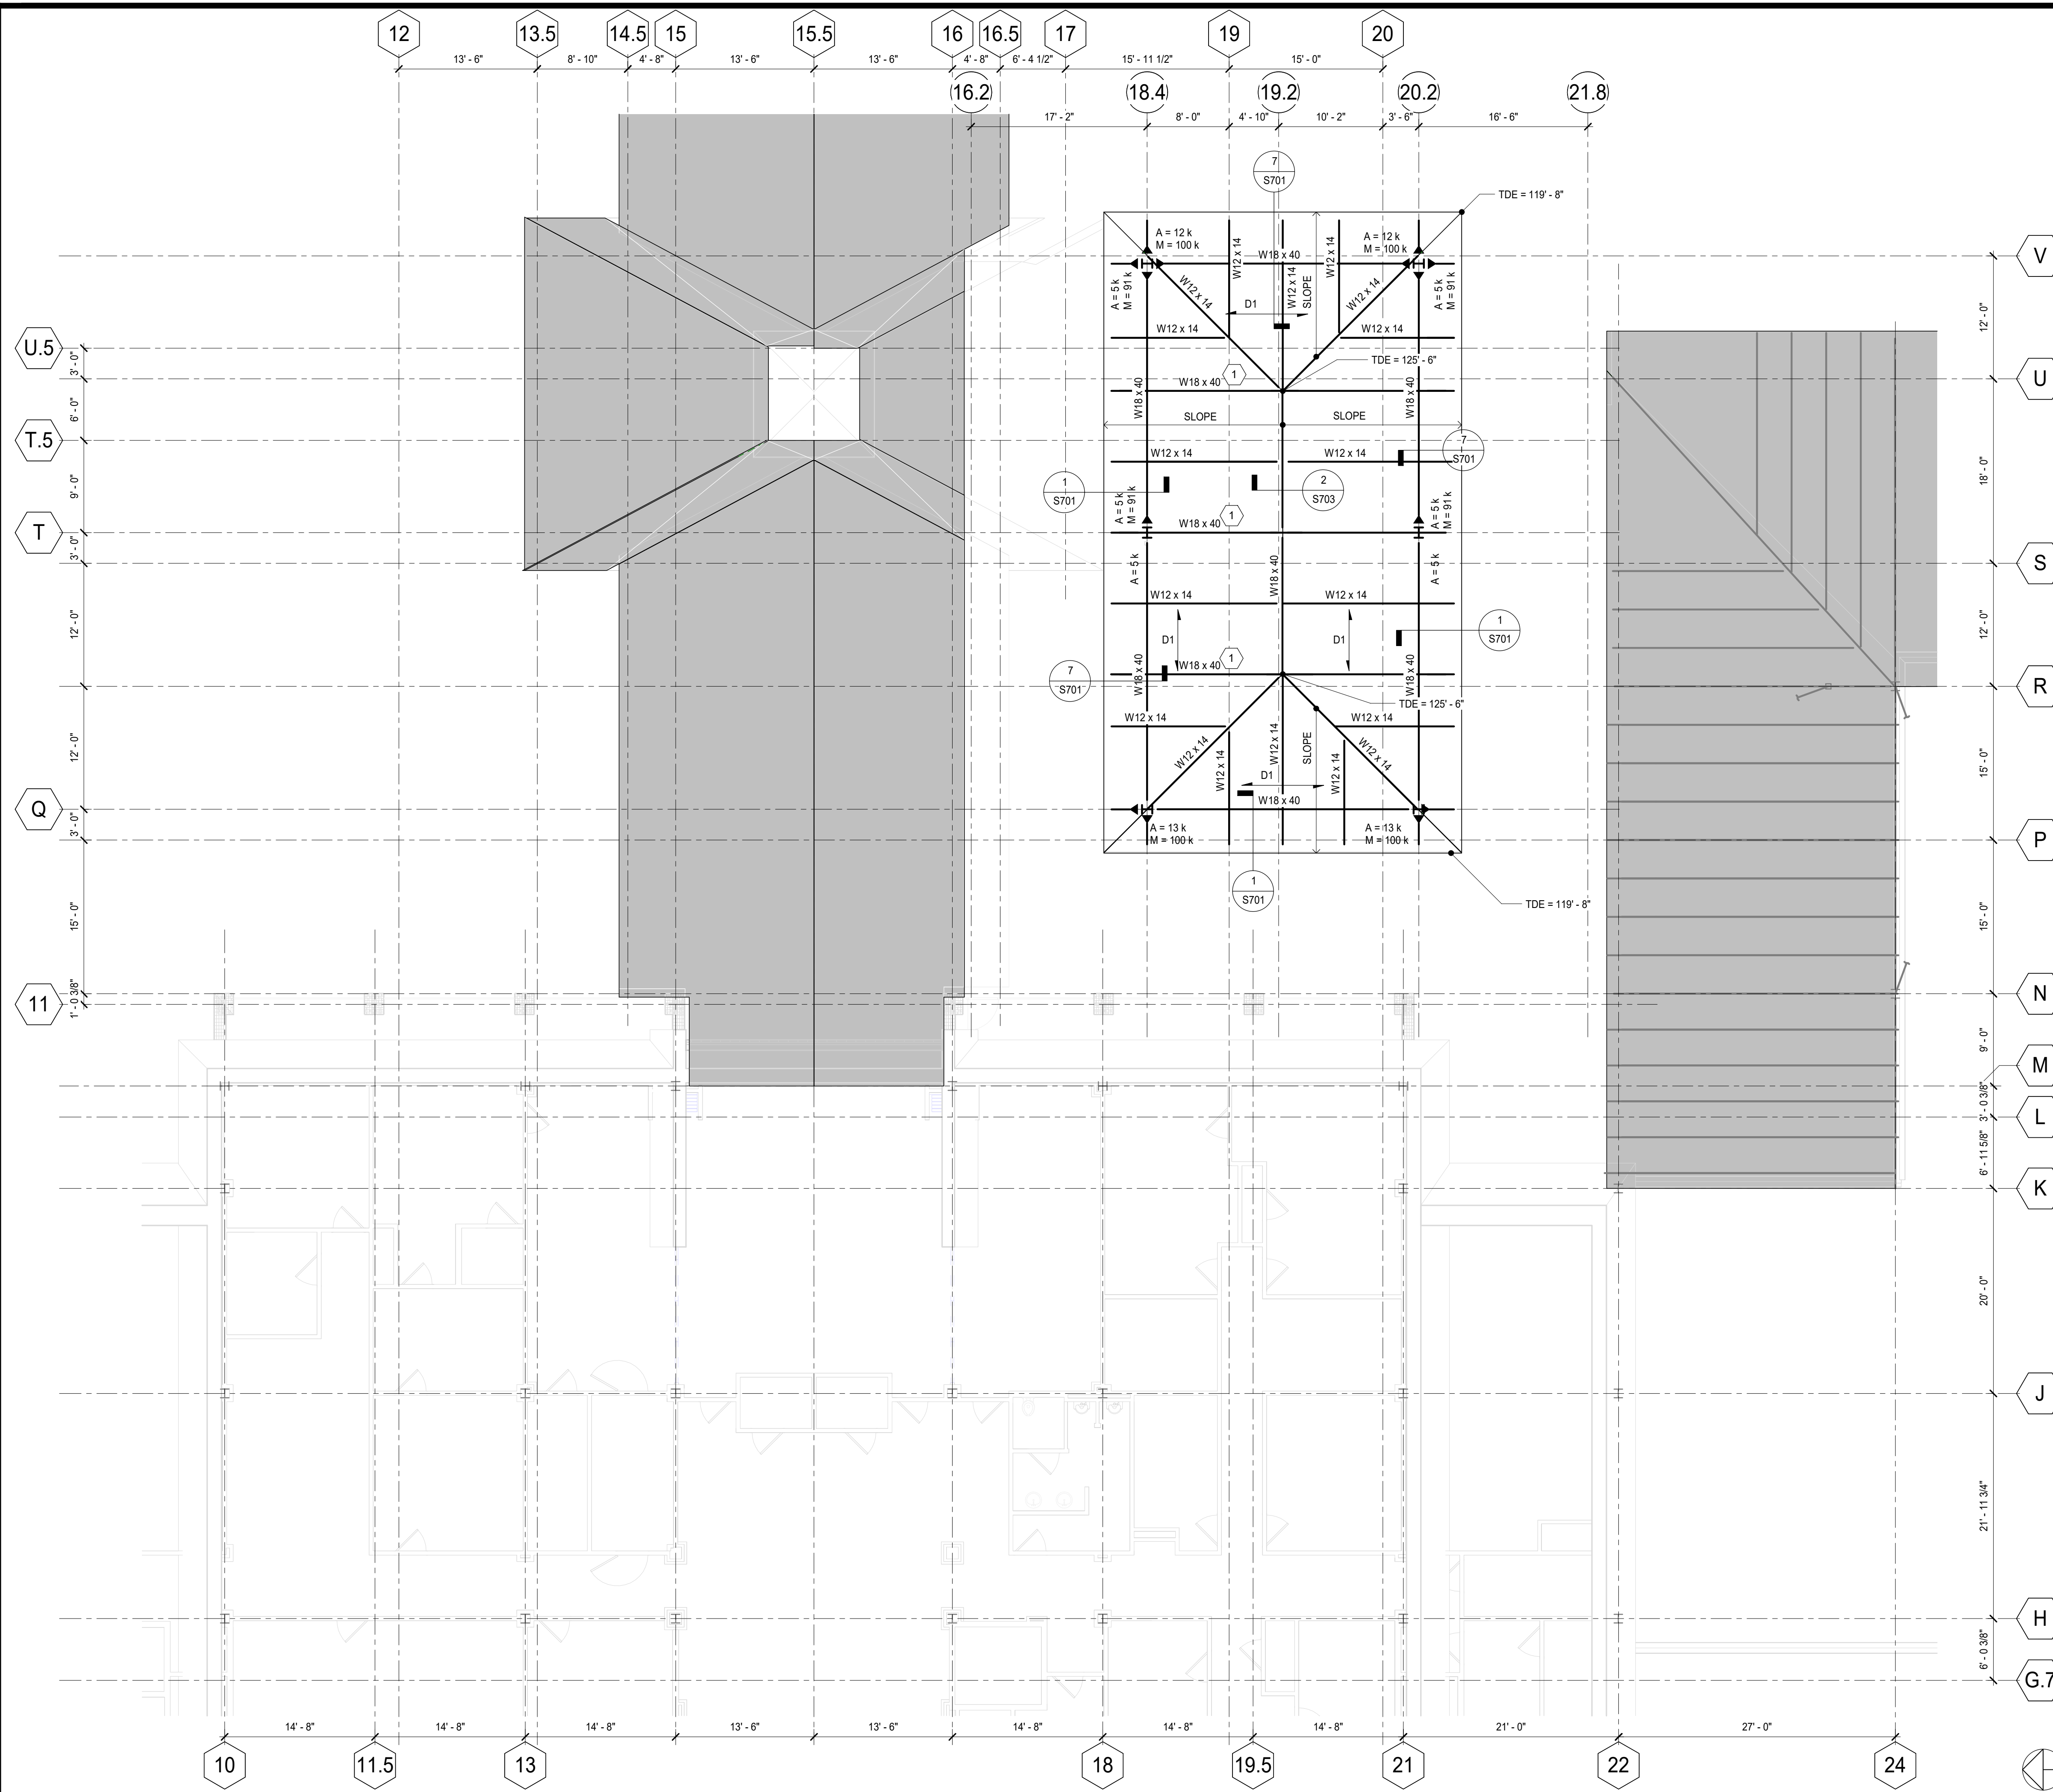 12
13.5
14.5
15
15.5
16
16.5
17
19
20
13' - 6"
8' - 10"
4' - 8"
13' - 6"
13' - 6"
4' - 8"
6' - 4 1/2"
15' - 11 1/2"
15' - 0"
(16.2)
(18.4)
(19.2)
(20.2)
(21.8)
17' - 2"
8' - 0"
4' - 10"
10' - 2"
3' - 6"
16' - 6"
7
S701
TDE = 119' - 8"
A = 12 k
M = 100 k
A = 12 k
M = 100 k
W18 x 40
W12 x 14
W12 x 14
W12 x 14
SLOPE
A = 5 k
M = 91 k
A = 5 k
M = 91 k
W12 x 14
W12 x 14
D1
W12 x 14
W12 x 14
TDE = 125' - 6"
1
W18 x 40
W18 x 40
W18 x 40
SLOPE
SLOPE
W12 x 14
W12 x 14
7
S701
1
S701
2
S703
A = 5 k
M = 91 k
A = 5 k
M = 91 k
W18 x 40
1
A = 5 k
W18 x 40
A = 5 k
W12 x 14
W12 x 14
D1
D1
1
S701
7
S701
W18 x 40
1
W18 x 40
W18 x 40
TDE = 125' - 6"
W12 x 14
W12 x 14
W12 x 14
W12 x 14
W12 x 14
SLOPE
W12 x 14
W12 x 14
D1
W18 x 40
A = 13 k
M = 100 k
A = 13 k
M = 100 k
1
S701
TDE = 119' - 8"
U.5
3' - 0"
6' - 0"
T.5
9' - 0"
T
3' - 0"
12' - 0"
12' - 0"
Q
3' - 0"
15' - 0"
11
1' - 0 3/8"
V
12' - 0"
U
18' - 0"
S
12' - 0"
R
15' - 0"
P
15' - 0"
N
9' - 0"
M
3' - 0 3/8"
L
6' - 11 5/8"
K
20' - 0"
J
21' - 11 3/4"
H
6' - 0 3/8"
G.7
14' - 8"
14' - 8"
14' - 8"
13' - 6"
13' - 6"
14' - 8"
14' - 8"
14' - 8"
21' - 0"
27' - 0"
10
11.5
13
18
19.5
21
22
24